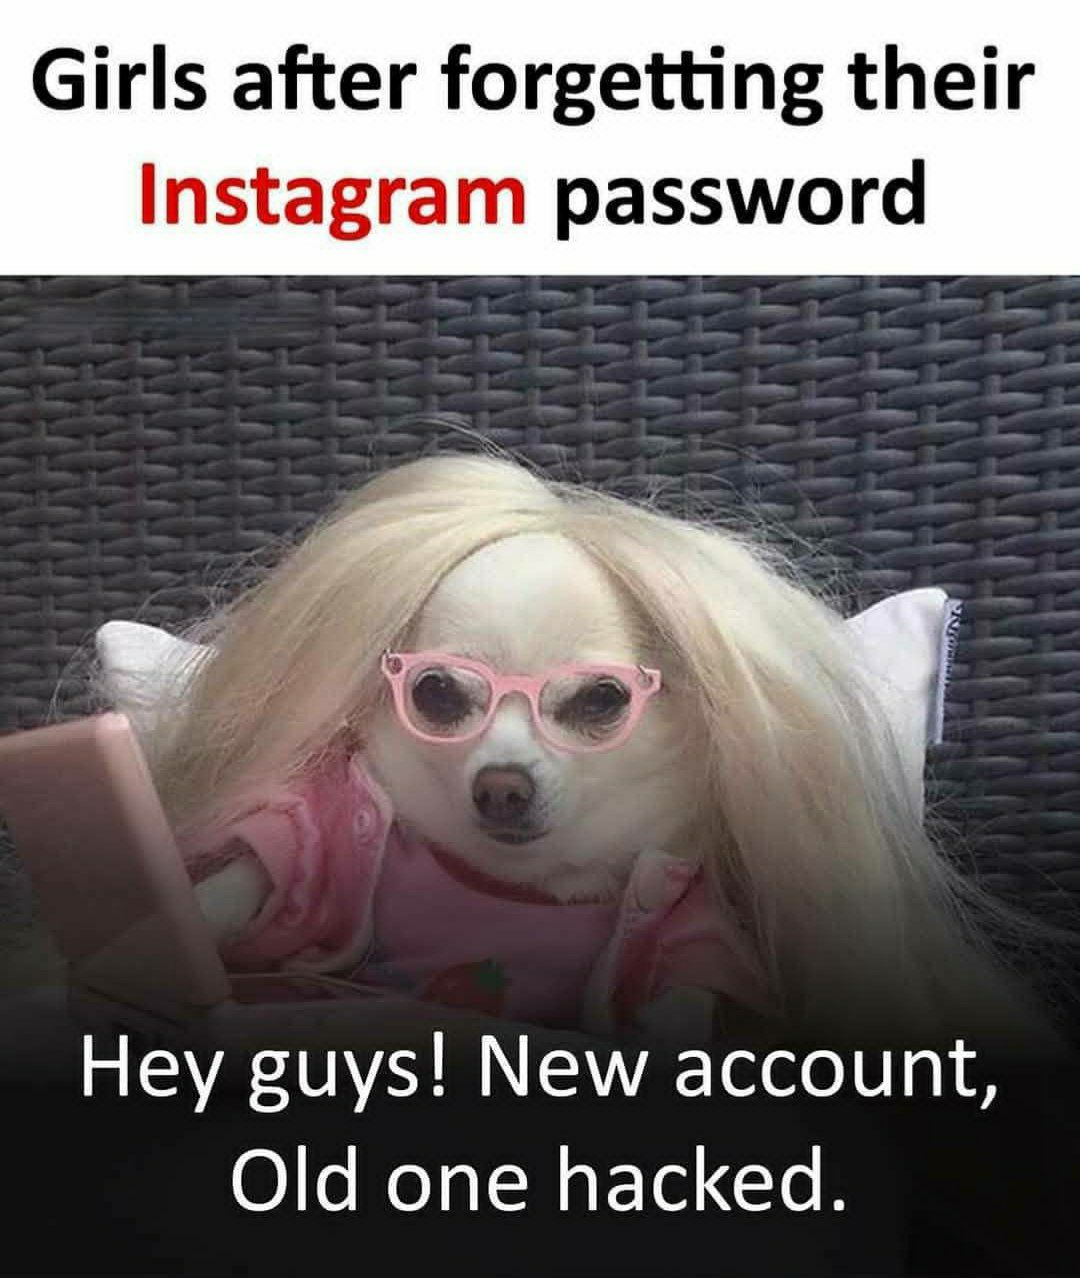 Girls after forgetting their
Instagram password
Hey guys! New account,
Old one hacked.